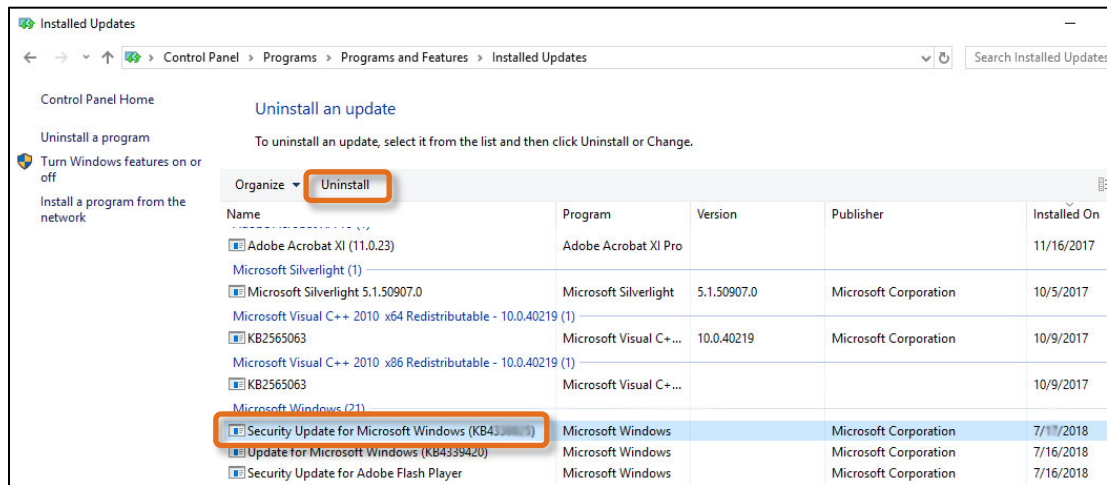 Installed Updates
Control Panel > Programs > Programs and Features > Installed Updates
Search Installed Updates
Control Panel Home
Uninstall a program
Turn Windows features on or
off
Install a program from the
network
Uninstall an update
To uninstall an update, select it from the list and then click Uninstall or Change.
Organize Uninstall
Name Program Version Publisher Installed On
Adobe Acrobat XI (11.0.23) Adobe Acrobat XI Pro 11/16/2017
Microsoft Silverlight (1)
Microsoft Silverlight 5.1.50907.0 Microsoft Silverlight 5.1.50907.0 Microsoft Corporation 10/5/2017
Microsoft Visual C++ 2010 x64 Redistributable - 10.0.40219 (1)
KB2565063 Microsoft Visual C+... 10.0.40219 Microsoft Corporation 10/9/2017
Microsoft Visual C++ 2010 x86 Redistributable - 10.0.40219 (1)
KB2565063 Microsoft Visual C+... 10/9/2017
Microsoft Windows (21)
Security Update for Microsoft Windows Microsoft Windows Microsoft Corporation
Update for Microsoft Windows (KB4339420) Microsoft Windows Microsoft Corporation 7/16/2018
Security Update for Adobe Flash Player Microsoft Windows Microsoft Corporation 7/16/2018